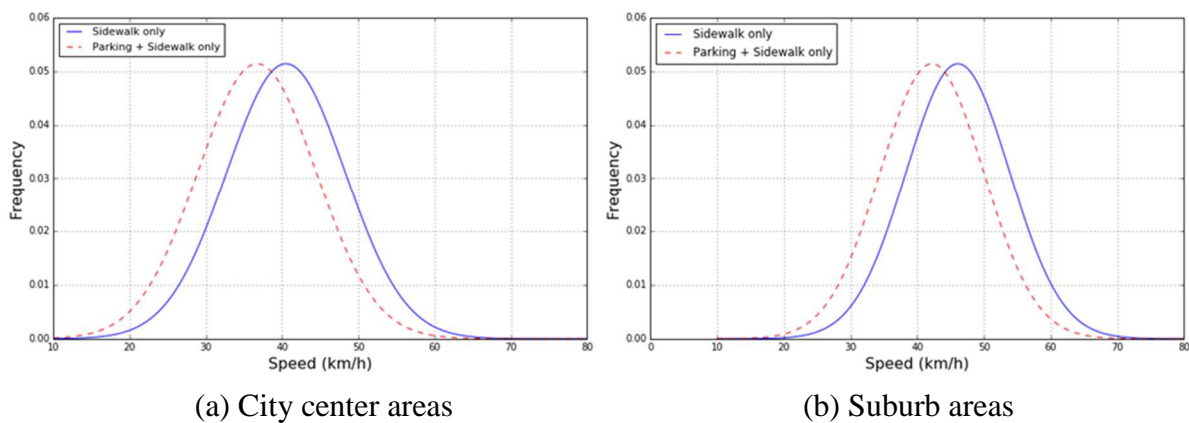 0.06
0.05
0.04
0.03
0.02
0.01
0.00
Frequency
Sidewalk only
Parking + Sidewalk only
10 20 30 40 50 60 70 80
Speed (km/h)
(a) City center areas
0.06
0.05
0.04
0.03
0.02
0.01
0.00
Frequency
Sidewalk only
Parking + Sidewalk only
0 10 20 30 40 50 60 70 80
Speed (km/h)
(b) Suburb areas